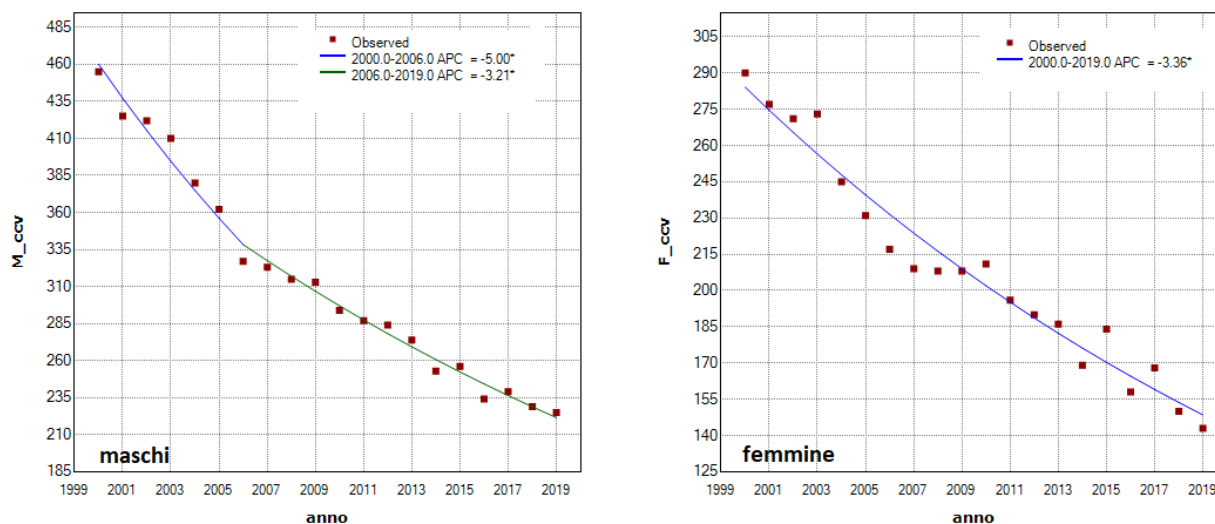 485
460
435
410
385
360
335
310
285
260
235
210
185
M_ccv
Observed
2000.0-2006.0 APC = -5.00*
2006.0-2019.0 APC = -3.21*
maschi
1999 2001 2003 2005 2007 2009 2011 2013 2015 2017 2019
anno
305
290
275
260
245
230
215
200
185
170
155
140
125
F_ccv
Observed
2000.0-2019.0 APC = -3.36*
femmine
1999 2001 2003 2005 2007 2009 2011 2013 2015 2017 2019
anno